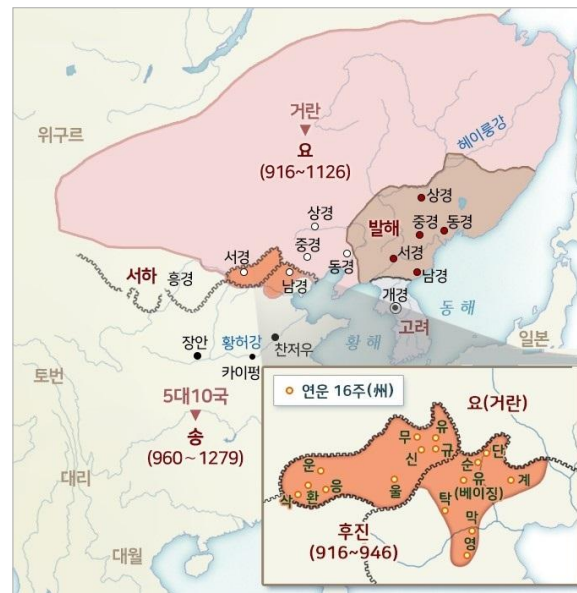 위구르
거란
요
(916~1126)
헤이룽강
상경
발해
중경
동경
서경
남경
상경
중경
동경
서경
남경
서하
흥경
개경
고려
동해
황해
일본
장안
황허강
찬저우
카이펑
토번
5대10국
송
(960~1279)
대리
대월
연운 16주(州)
요(거란)
무
유
신
규
단
순
유
(베이징)
계
운
삭
환
응
울
탁
막
영
후진
(916~946)